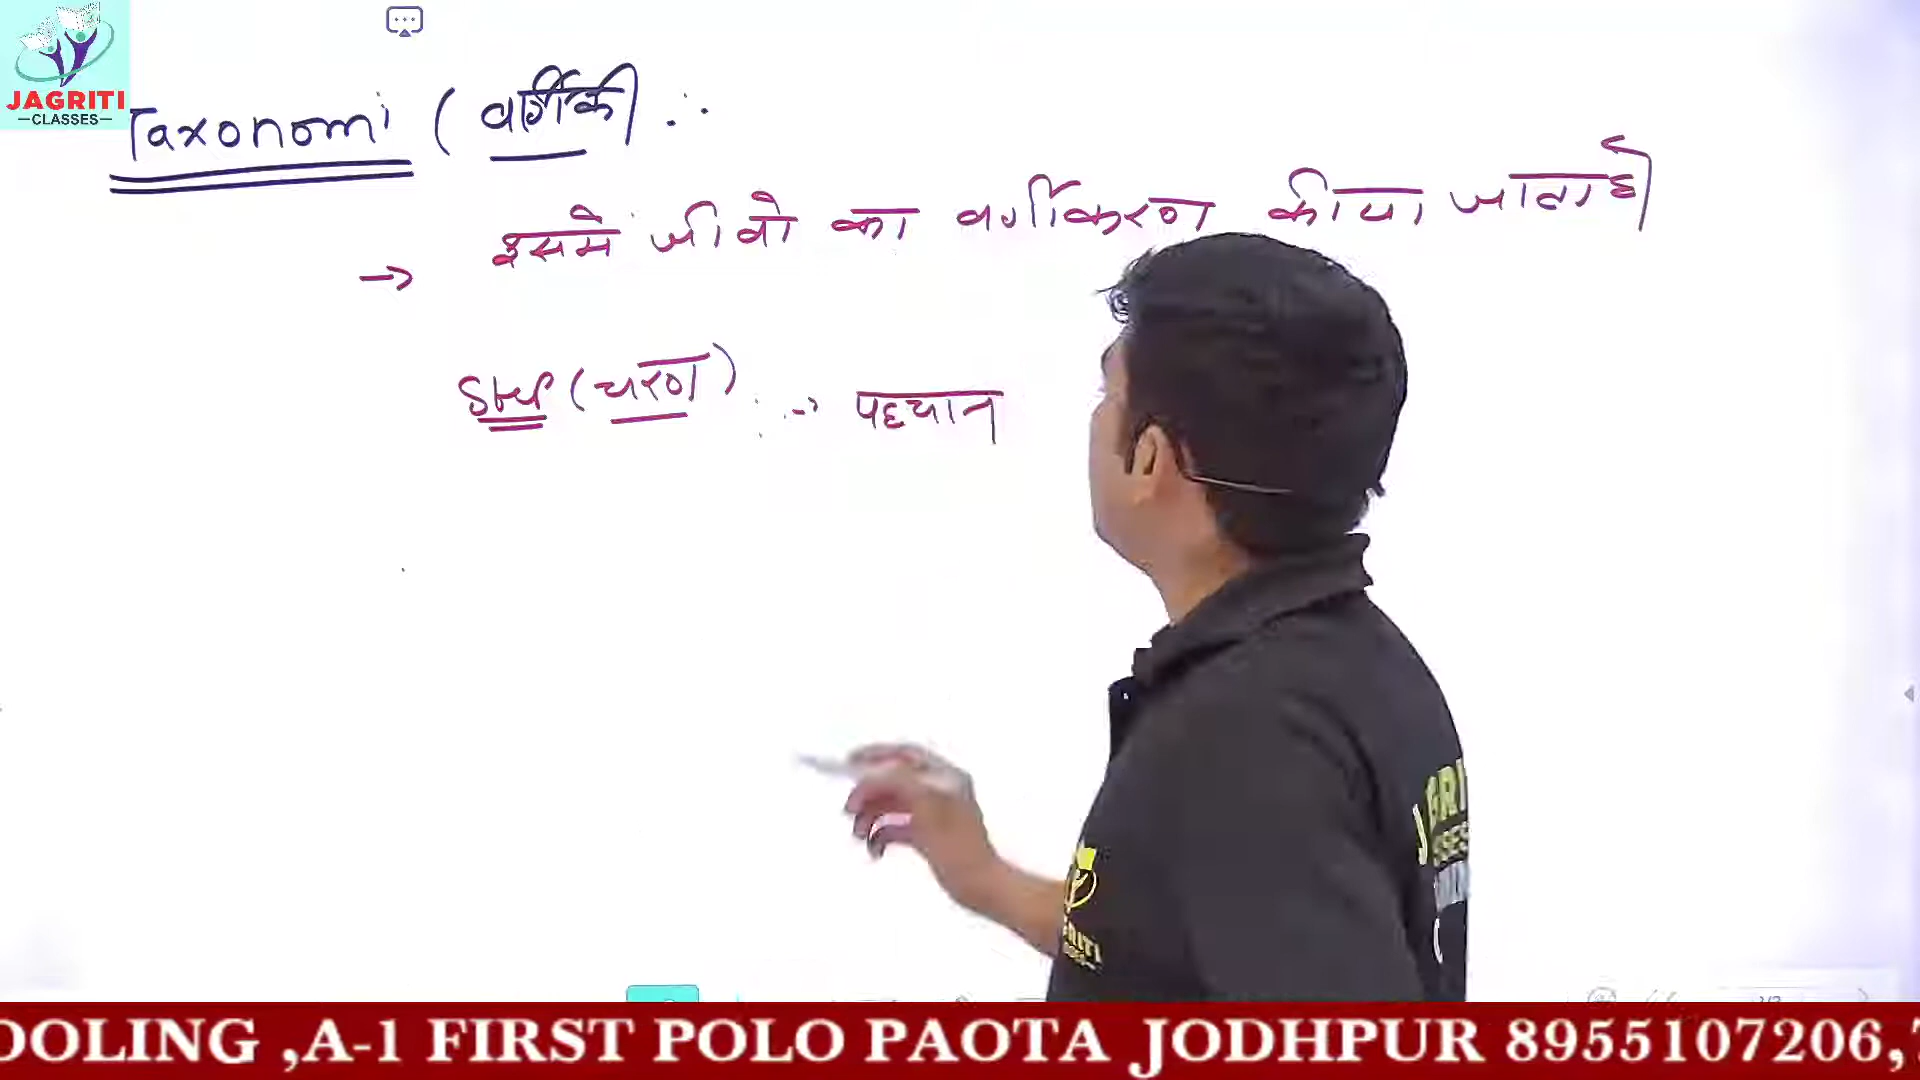 JAGRITI
—CLASSES—
Taxonomi ( वर्गिकी :.
→ इसमे जीवो का वर्गीकरण कीया जाता है
Step (चरण) :→ पहचान
OOLING ,A-1 FIRST POLO PAOTA JODHPUR 8955107206,